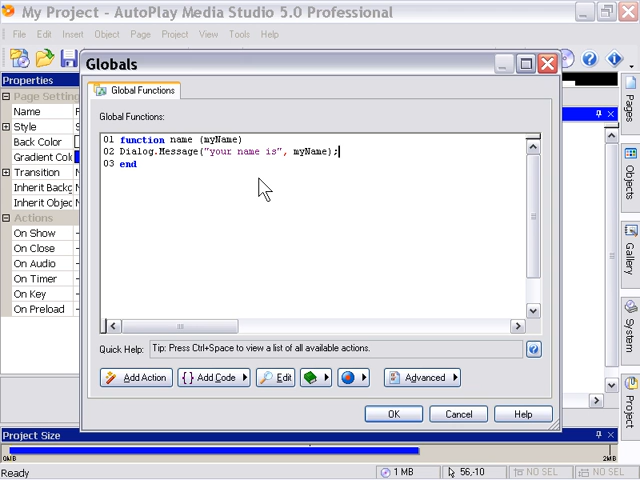 My Project - AutoPlay Media Studio 5.0 Professional
File Edit Insert Object Page Project View Tools Help
Properties
Page Settin
Name
Style
Back Color
Gradient Colo
Transition
Inherit Backg
Inherit Objec
Actions
On Show
On Close
On Audio
On Timer
On Key
On Preload
Globals
Global Functions
Global Functions:
01 function name (myName)
02 Dialog.Message("your name is", myName);
03 end
Quick Help: Tip: Press Ctrl+Space to view a list of all available actions.
Add Action Add Code Edit Advanced
OK Cancel Help
Pages
Objects
Gallery
System
Project
Project Size
0MB 2MB
Ready 1 MB 56,-10 NO SEL NO SEL